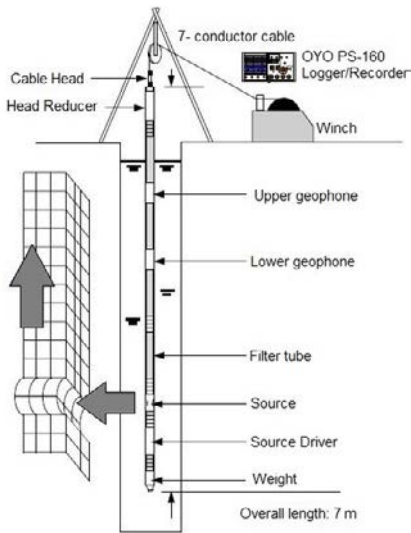 7- conductor cable
OYO PS-160
Logger/Recorder
Cable Head
Head Reducer
Winch
Upper geophone
Lower geophone
Filter tube
Source
Source Driver
Weight
Overall length: 7 m